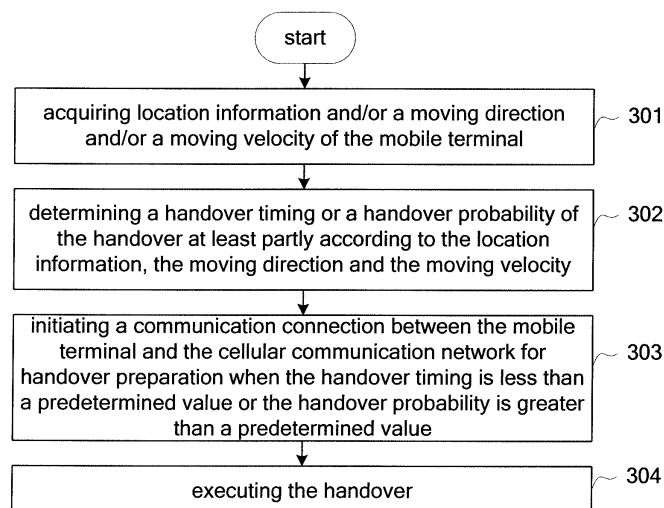 start
acquiring location information and/or a moving direction
and/or a moving velocity of the mobile terminal
301
determining a handover timing or a handover probability of
the handover at least partly according to the location
information, the moving direction and the moving velocity
302
initiating a communication connection between the mobile
terminal and the cellular communication network for
handover preparation when the handover timing is less than
a predetermined value or the handover probability is greater
than a predetermined value
303
executing the handover
304